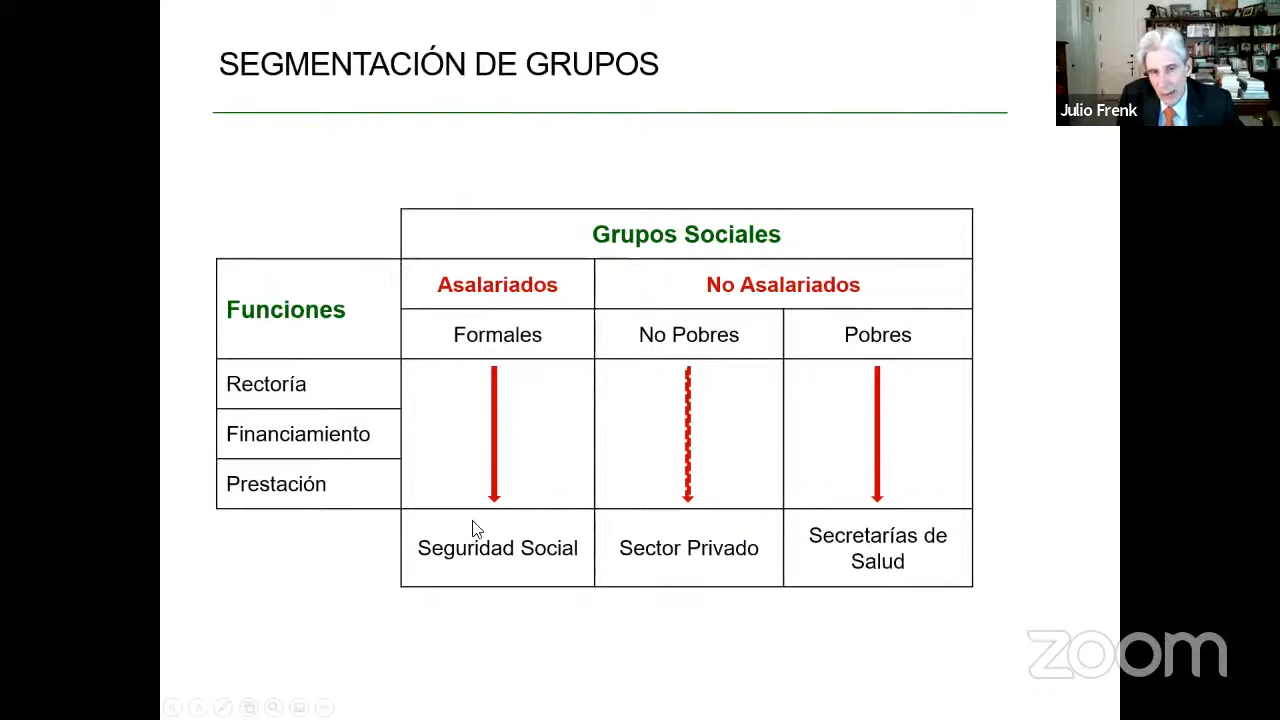 SEGMENTACIÓN DE GRUPOS
Julio Frenk
Grupos Sociales
Funciones
Asalariados
No Asalariados
Formales
No Pobres
Pobres
Rectoría
Financiamiento
Prestación
Seguridad Social
Sector Privado
Secretarías de
Salud
zoom